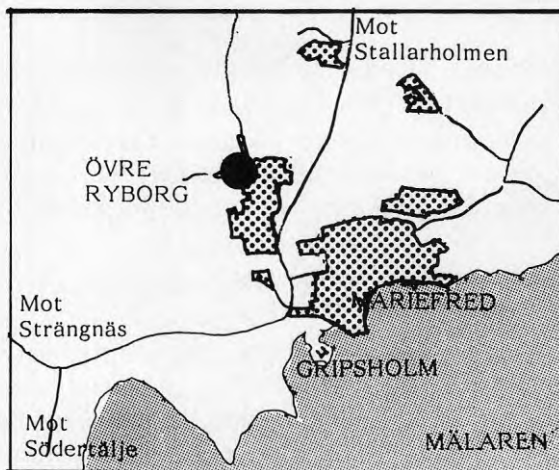 Mot
Stallarholmen
ÖVRE
RYBORG
MARIEFRED
Mot
Strängnäs
GRIPSHOLM
Mot
Södertälje
MÄLAREN